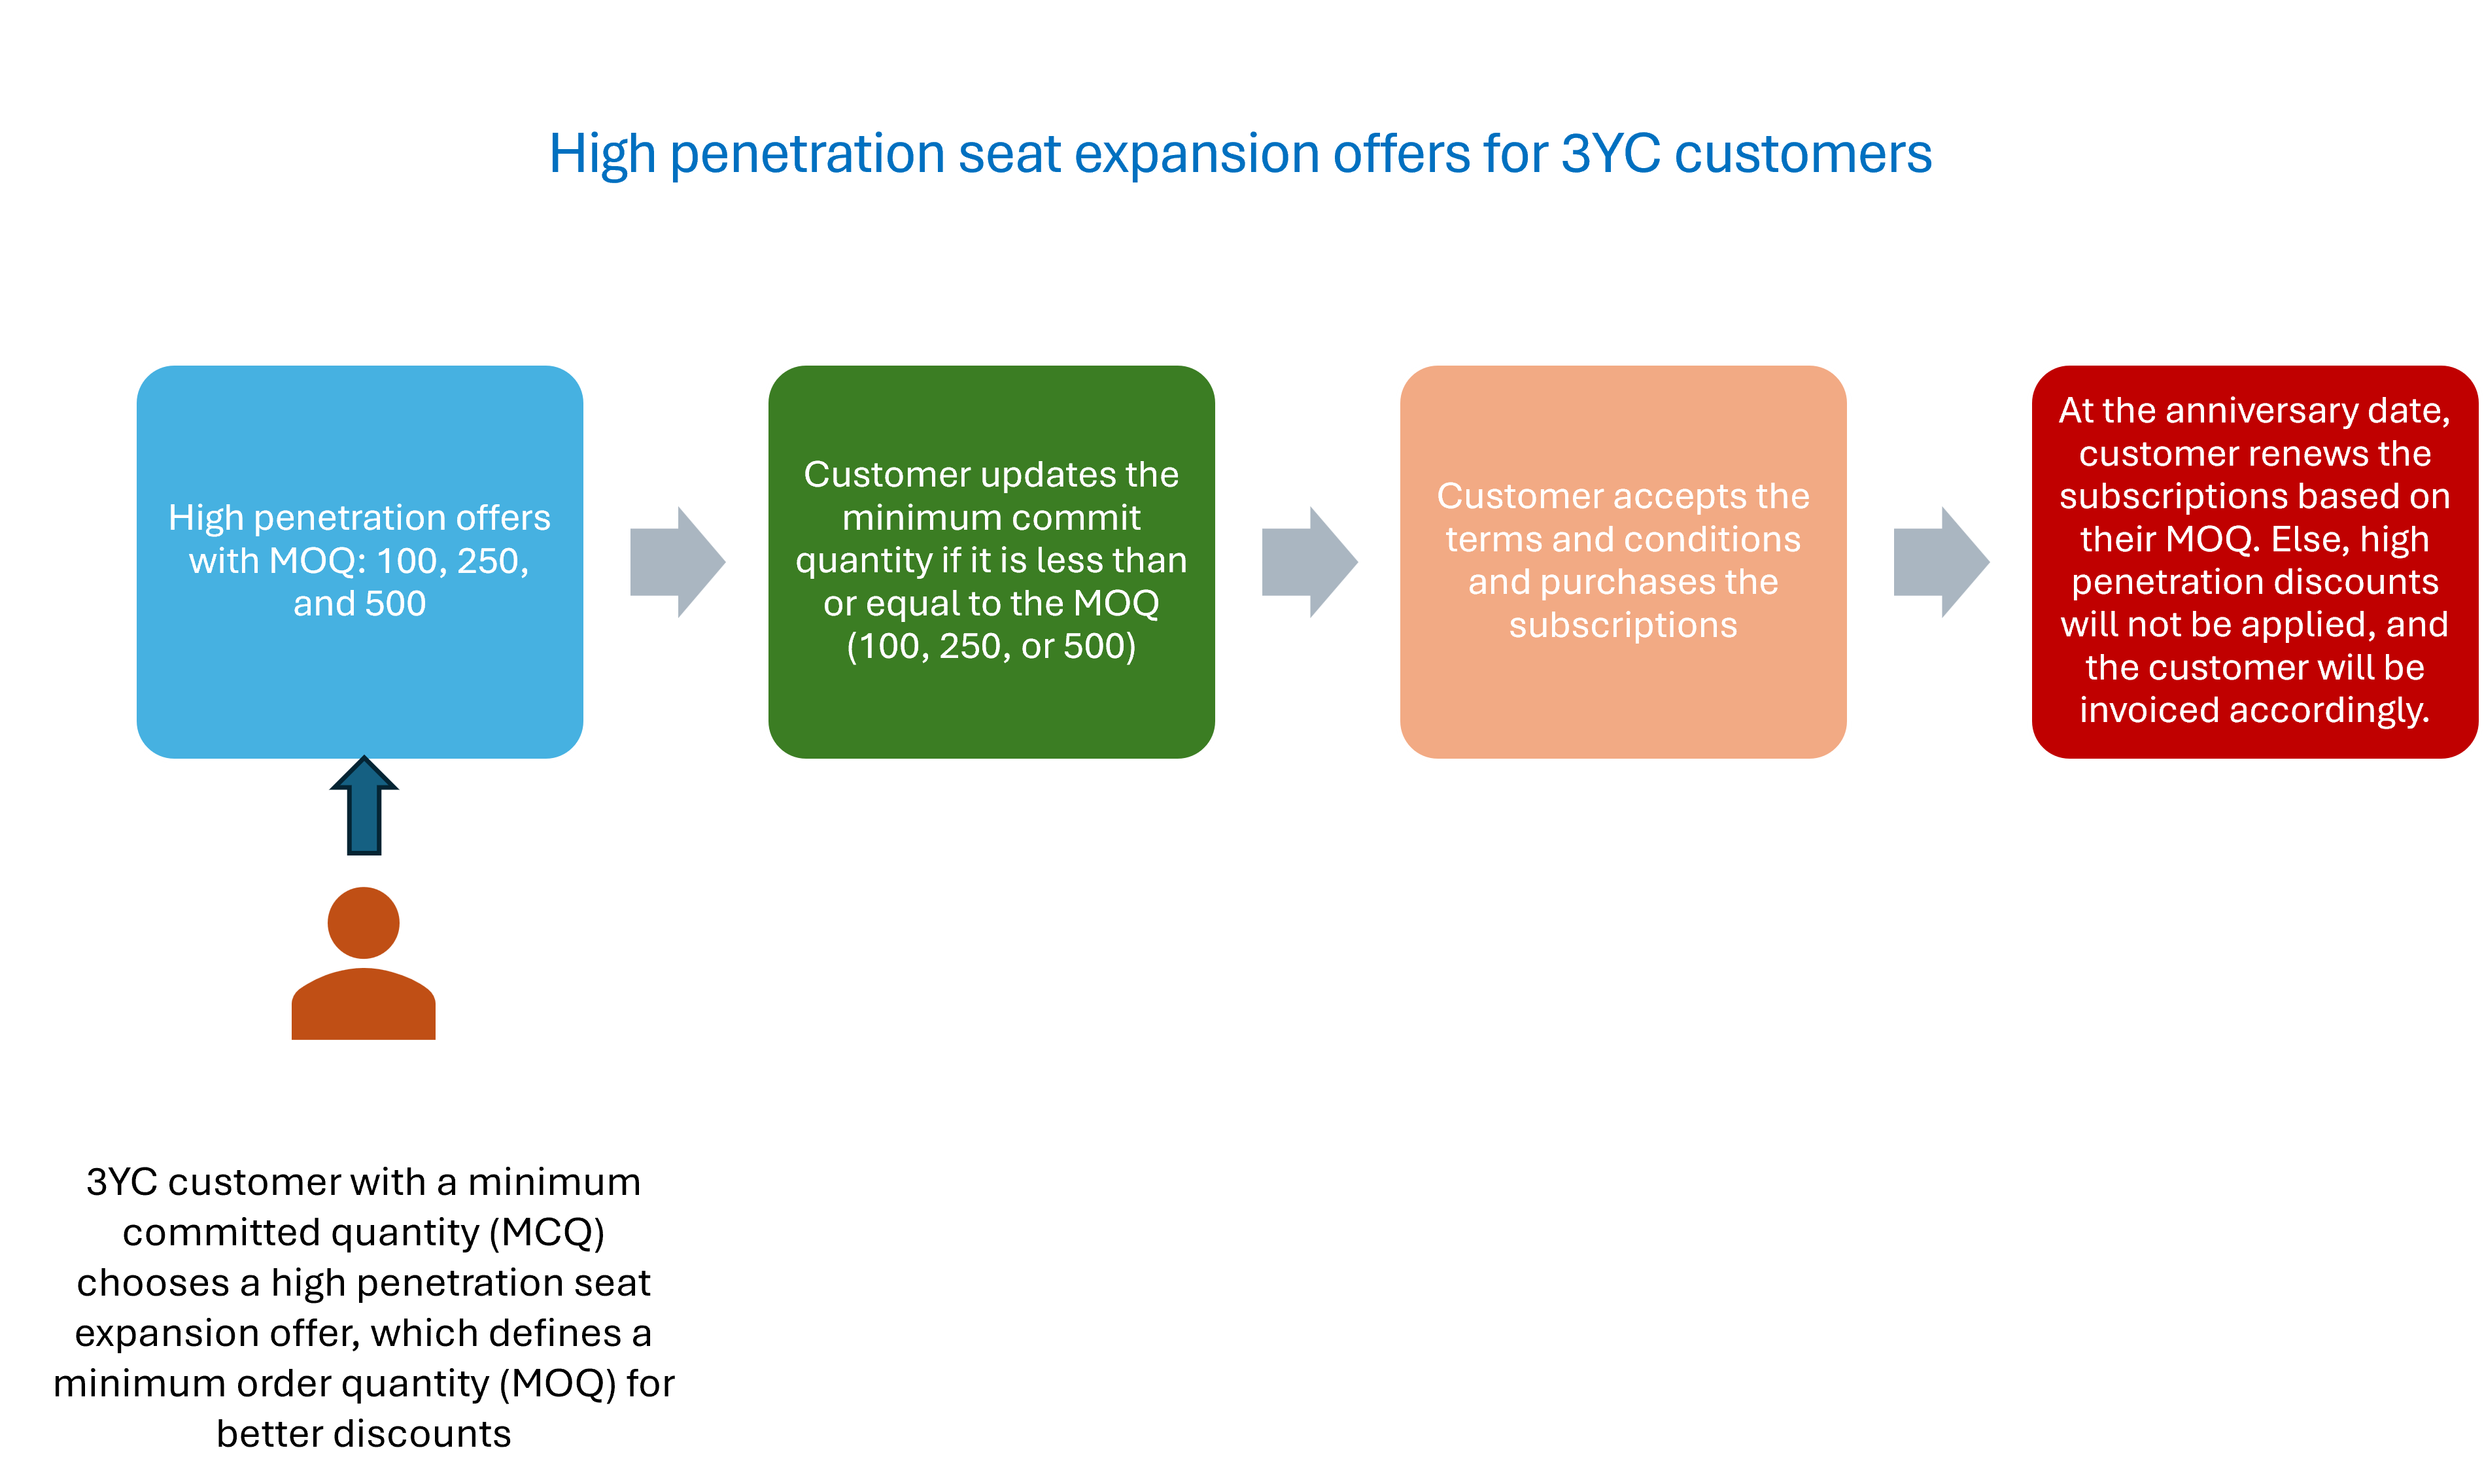 High penetration seat expansion offers for 3YC customers
High penetration offers
with MOQ: 100, 250,
and 500
Customer updates the
minimum commit
quantity if it is less than
or equal to the MOQ
(100, 250, or 500)
Customer accepts the
terms and conditions
and purchases the
subscriptions
At the anniversary date,
customer renews the
subscriptions based on
their MOQ. Else, high
penetration discounts
will not be applied, and
the customer will be
invoiced accordingly.
3YC customer with a minimum
committed quantity (MCQ)
chooses a high penetration seat
expansion offer, which defines a
minimum order quantity (MOQ) for
better discounts